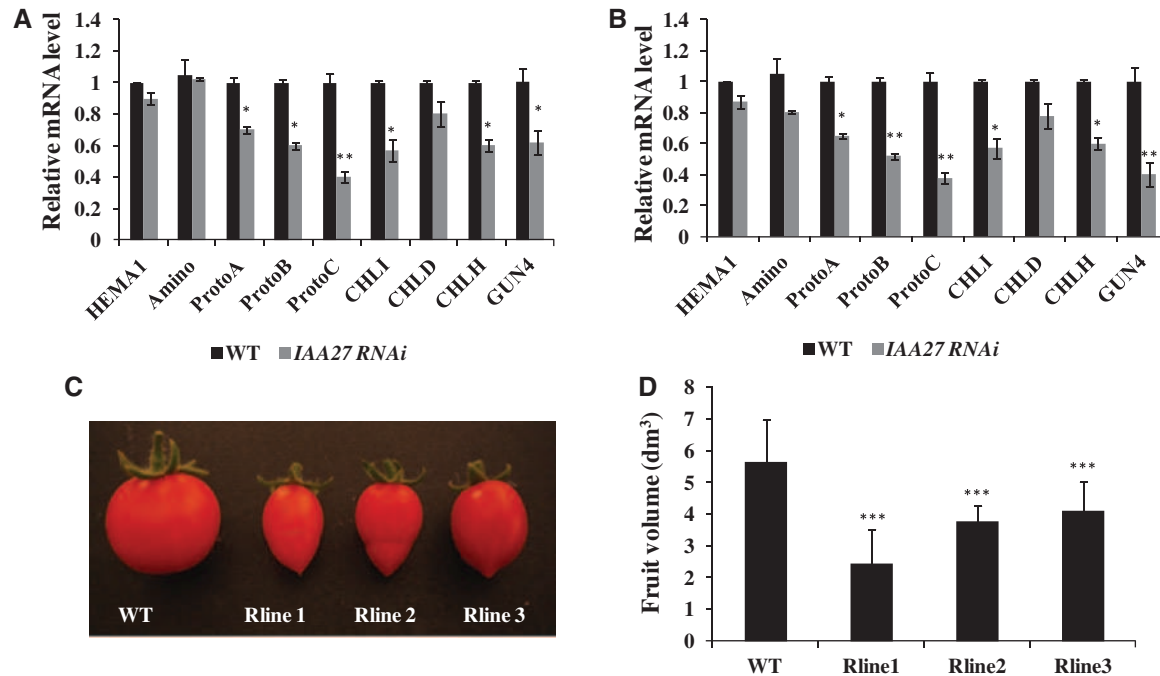 A
Relative mRNA level
1.4
1.2
1
0.8
0.6
0.4
0.2
0
* * ** * * *
HEMA1 Amino ProtoA ProtoB ProtoC CHLI CHLD CHLH GUN4
WT IAA27 RNAi
B
Relative mRNA level
1.4
1.2
1
0.8
0.6
0.4
0.2
0
* ** ** * * **
HEMA1 Amino ProtoA ProtoB ProtoC CHLI CHLD CHLH GUN4
WT IAA27 RNAi
C
WT Rline 1 Rline 2 Rline 3
D
Fruit volume (dm³)
8
7
6
5
4
3
2
1
0
*** *** ***
WT Rline1 Rline2 Rline3